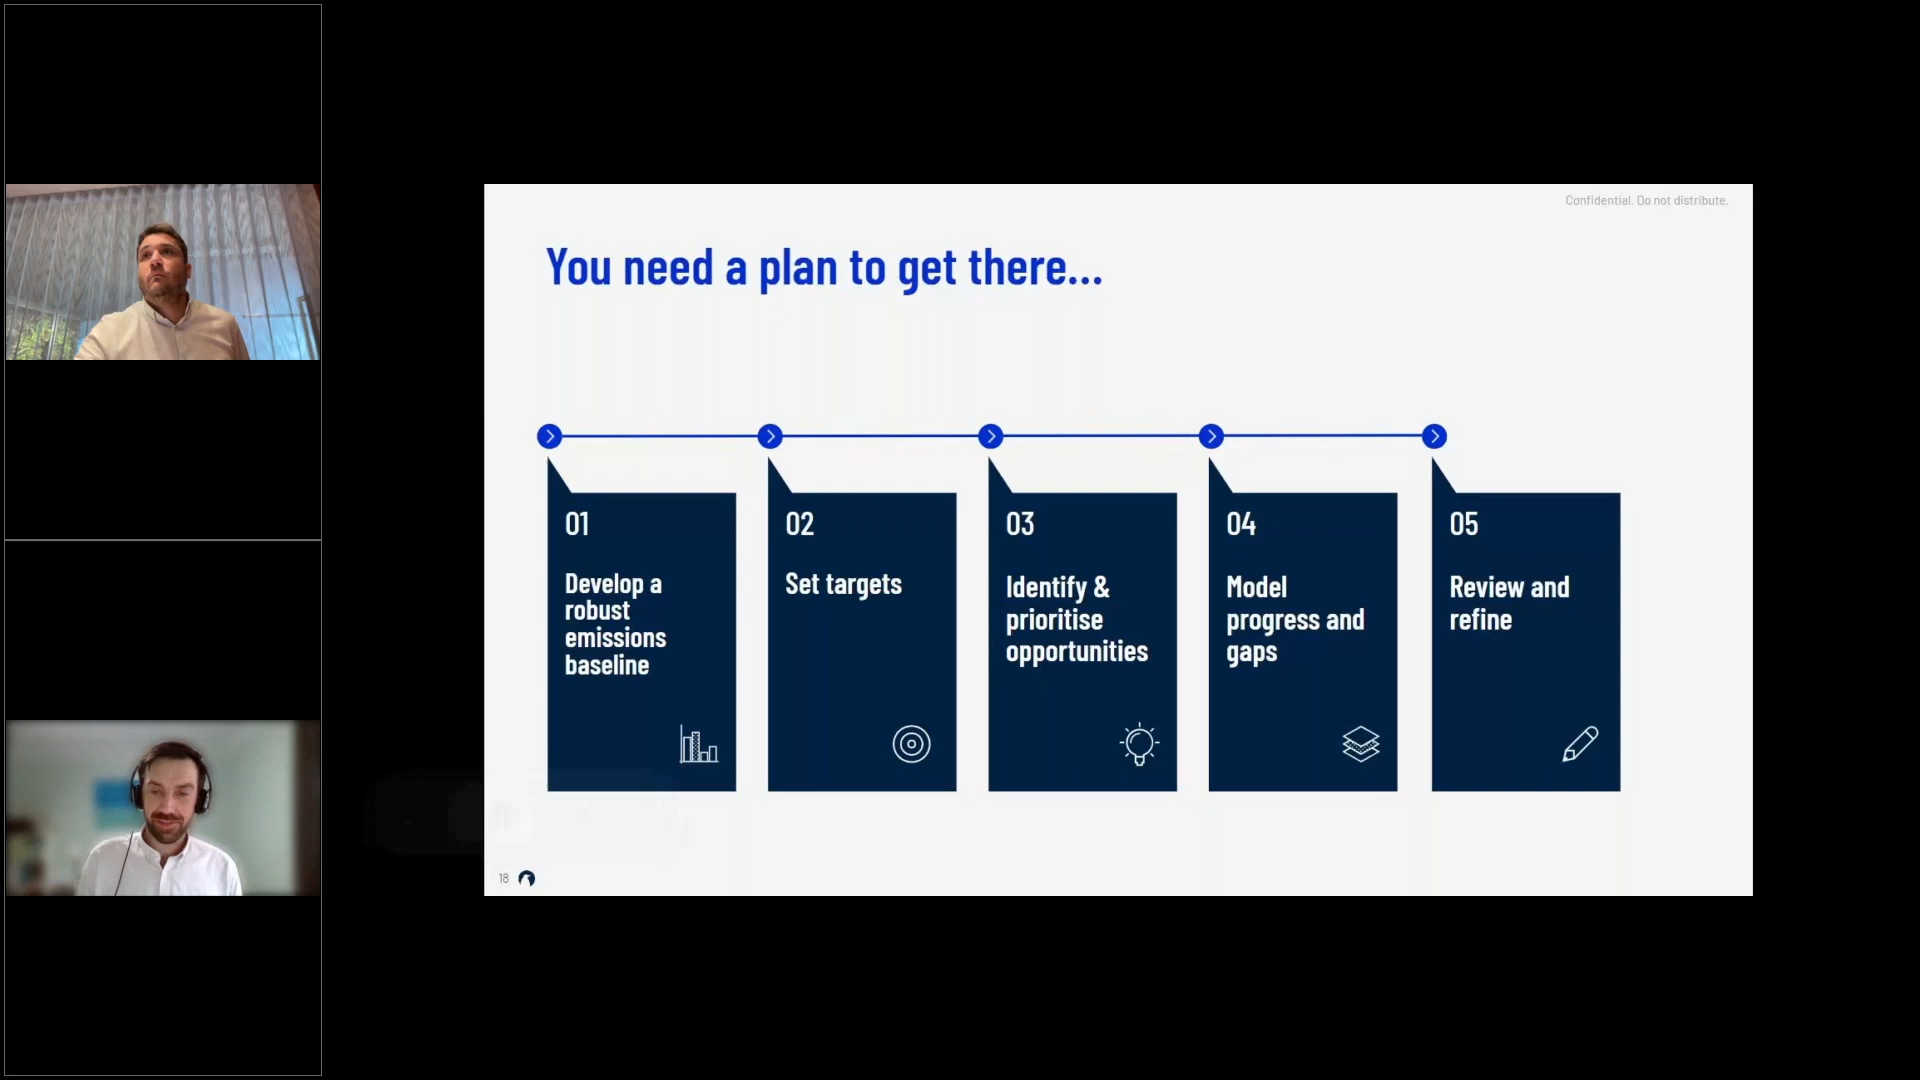 Confidential. Do not distribute.
You need a plan to get there...
01
Develop a
robust
emissions
baseline
02
Set targets
03
Identify &
prioritise
opportunities
04
Model
progress and
gaps
05
Review and
refine
18